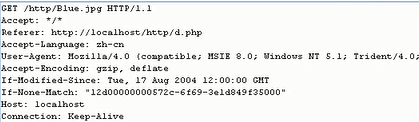 GET /http/Blue.jpg HTTP/1.1
Accept: */*
Referer: http://localhost/http/d.php
Accept-Language: zh-cn
User-Agent: Mozilla/4.0 (compatible; MSIE 8.0; Windows NT 5.1; Trident/4.0;
Accept-Encoding: gzip, deflate
If-Modified-Since: Tue, 17 Aug 2004 12:00:00 GMT
If-None-Match: "12d00000000572c-6f69-3e1d849f35000"
Host: localhost
Connection: Keep-Alive